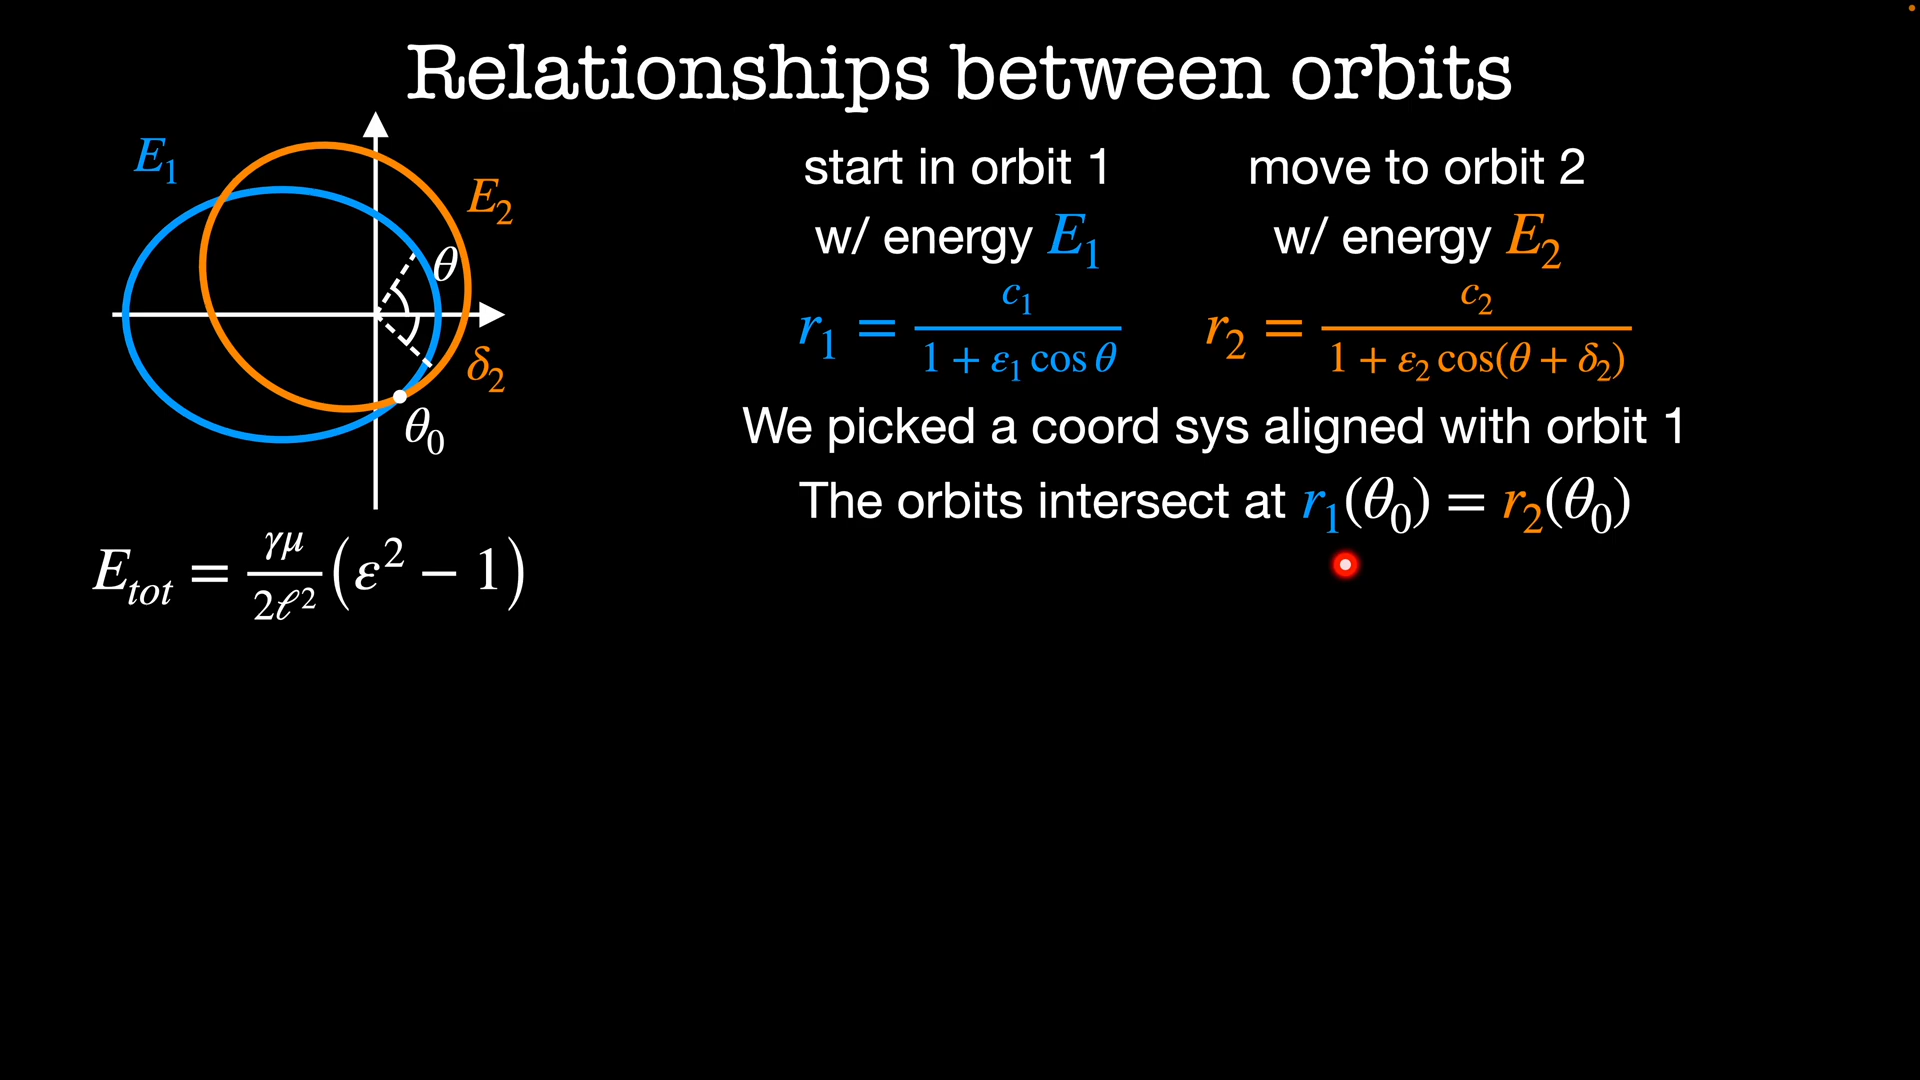 Relationships between orbits
E₁
E₂
θ
δ₂
θ₀
start in orbit 1
w/ energy E₁
r₁ = c₁ / (1 + ε₁ cos θ)
move to orbit 2
w/ energy E₂
r₂ = c₂ / (1 + ε₂ cos(θ + δ₂))
We picked a coord sys aligned with orbit 1
The orbits intersect at r₁(θ₀) = r₂(θ₀)
E_tot = γμ / 2ℓ² (ε² − 1)